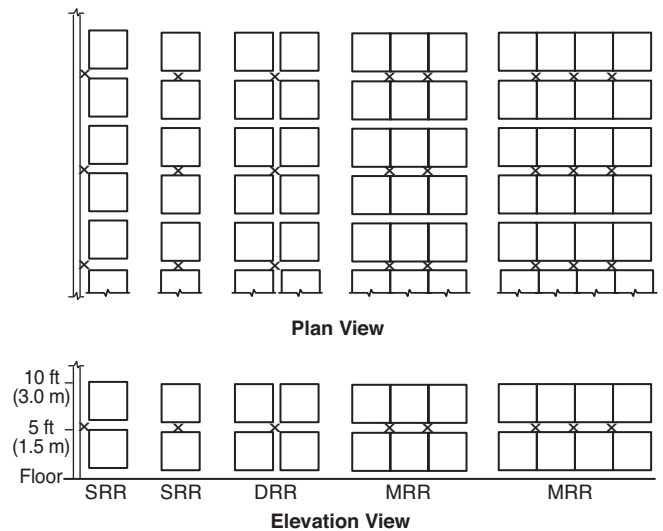 Plan View
10 ft
(3.0 m)
5 ft
(1.5 m)
Floor
SRR SRR DRR MRR MRR
Elevation View